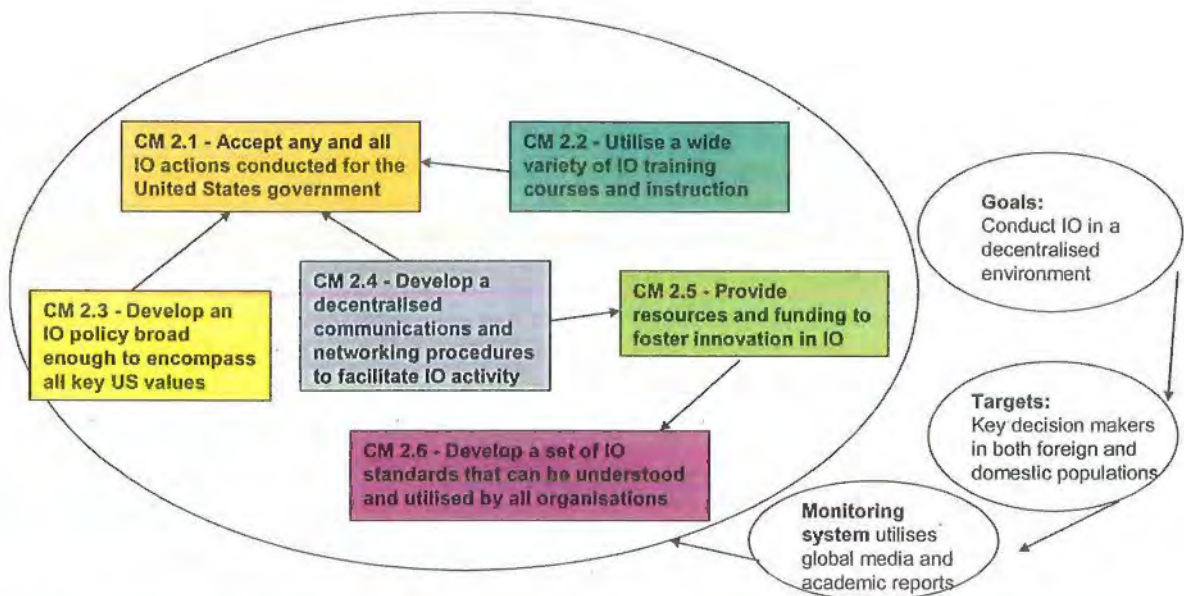 CM 2.1 - Accept any and all
IO actions conducted for the
United States government
CM 2.2 - Utilise a wide
variety of IO training
courses and instruction
Goals:
Conduct IO in a
decentralised
environment
CM 2.3 - Develop an
IO policy broad
enough to encompass
all key US values
CM 2.4 - Develop a
decentralised
communications and
networking procedures
to facilitate IO activity
CM 2.5 - Provide
resources and funding to
foster innovation in IO
Targets:
Key decision makers
in both foreign and
domestic populations
CM 2.6 - Develop a set of IO
standards that can be understood
and utilised by all organisations
Monitoring
system utilises
global media and
academic reports